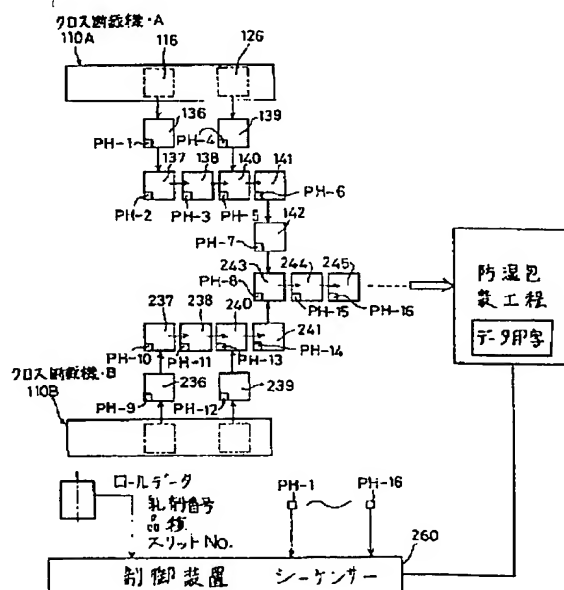 クロス断裁機・A
110A
116
126
136
139
PH-1
PH-4
137
138
140
141
PH-2
PH-3
PH-5
PH-6
142
PH-7
243
244
245
PH-8
PH-15
PH-16
防湿包
装工程
データ印字
237
238
240
241
PH-10
PH-11
PH-13
PH-14
クロス断裁機・B
110B
236
239
PH-9
PH-12
ロールデータ
乳剤番号
品種
スリットNo.
PH-1
PH-16
260
制御装置 シーケンサー